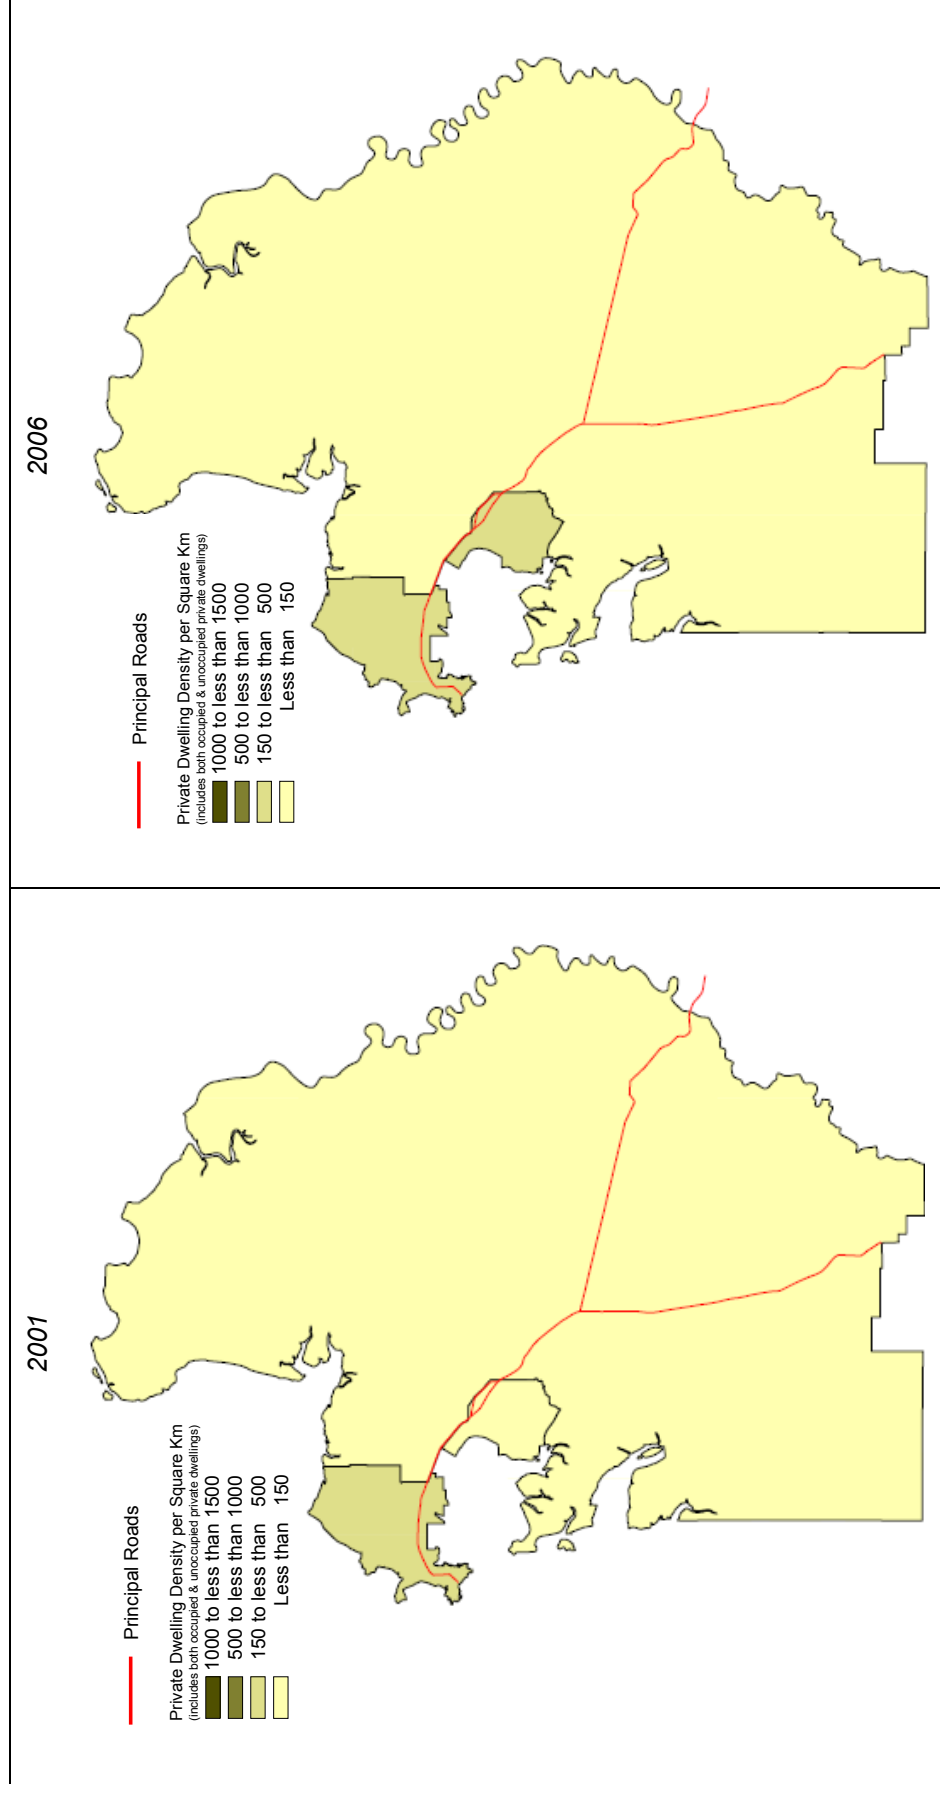 2001
Principal Roads
Private Dwelling Density per Square Km
(includes both occupied & unoccupied private dwellings)
1000 to less than 1500
500 to less than 1000
150 to less than 500
Less than 150
2006
Principal Roads
Private Dwelling Density per Square Km
(includes both occupied & unoccupied private dwellings)
1000 to less than 1500
500 to less than 1000
150 to less than 500
Less than 150